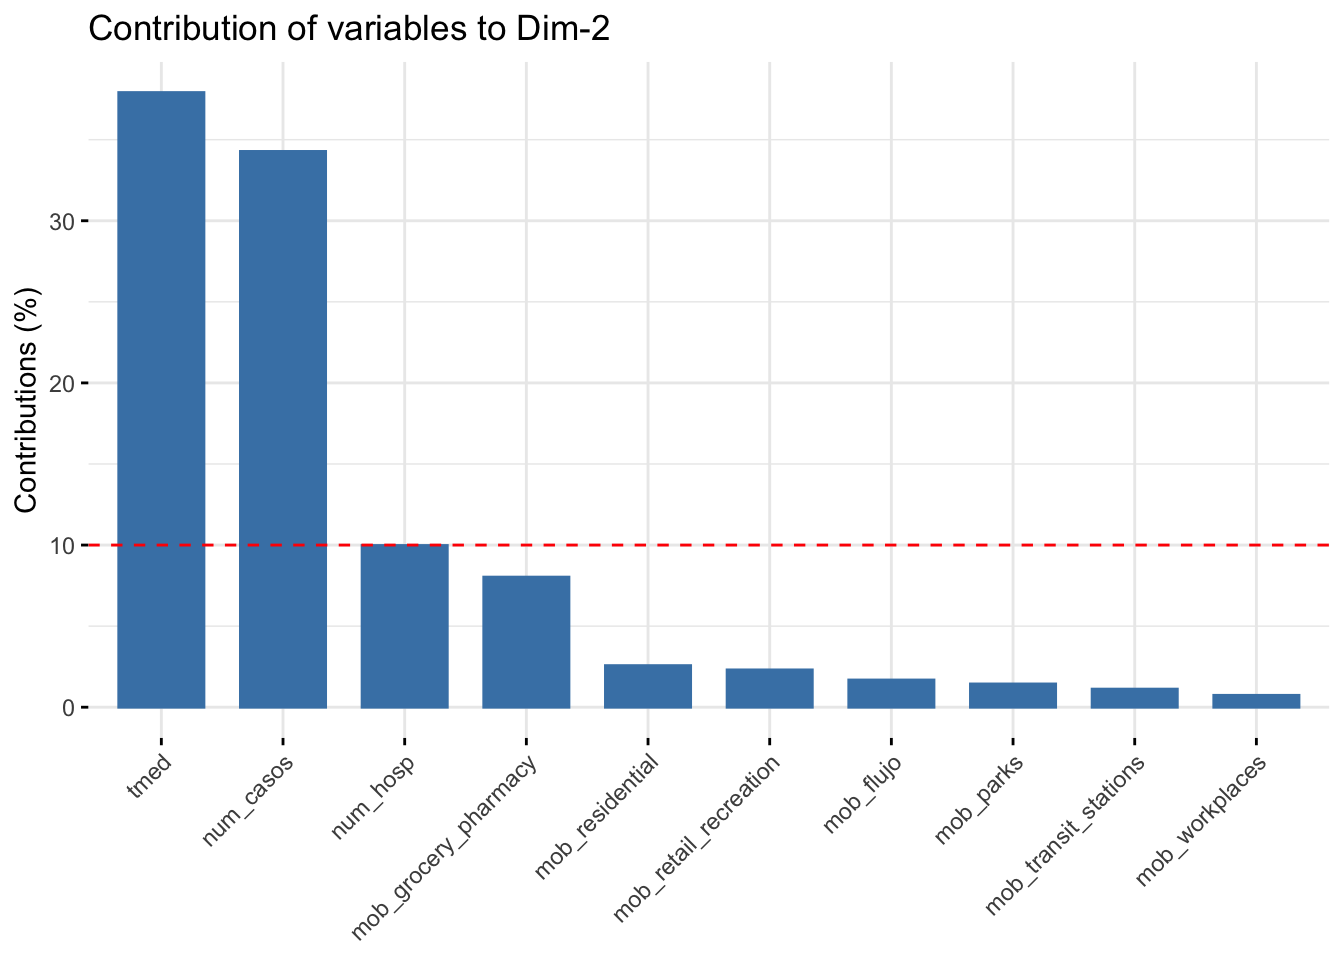 Contribution of variables to Dim-2
Contributions (%)
30
20
10
0
tmed
num_casos
num_hosp
mob_grocery_pharmacy
mob_residential
mob_retail_recreation
mob_flujo
mob_parks
mob_transit_stations
mob_workplaces